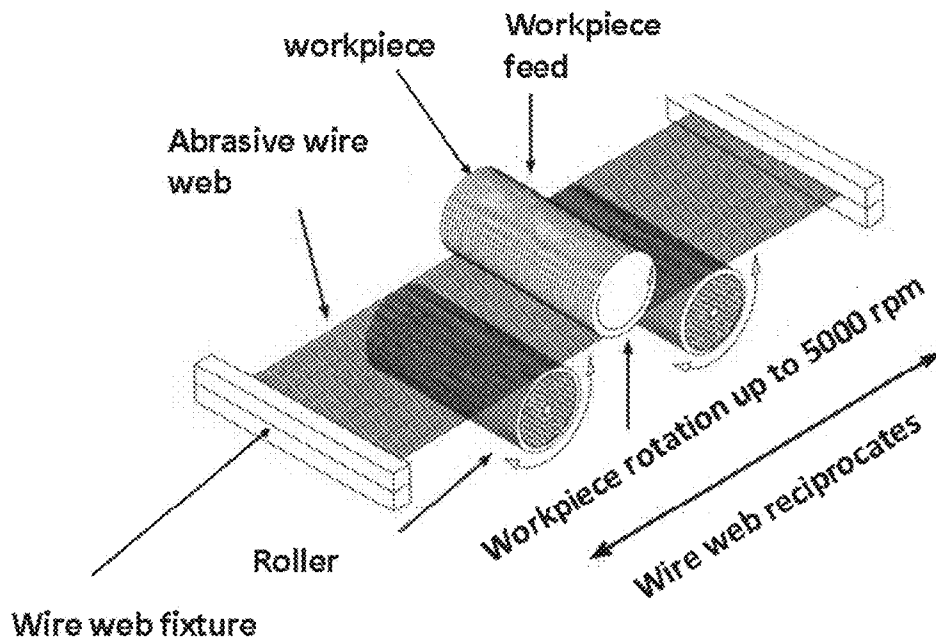 workpiece
Workpiece
feed
Abrasive wire
web
Workpiece rotation up to 5000 rpm
Wire web reciprocates
Roller
Wire web fixture